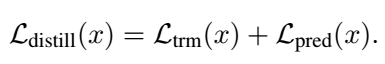 ℒ_distill(x) = ℒ_trm(x) + ℒ_pred(x).